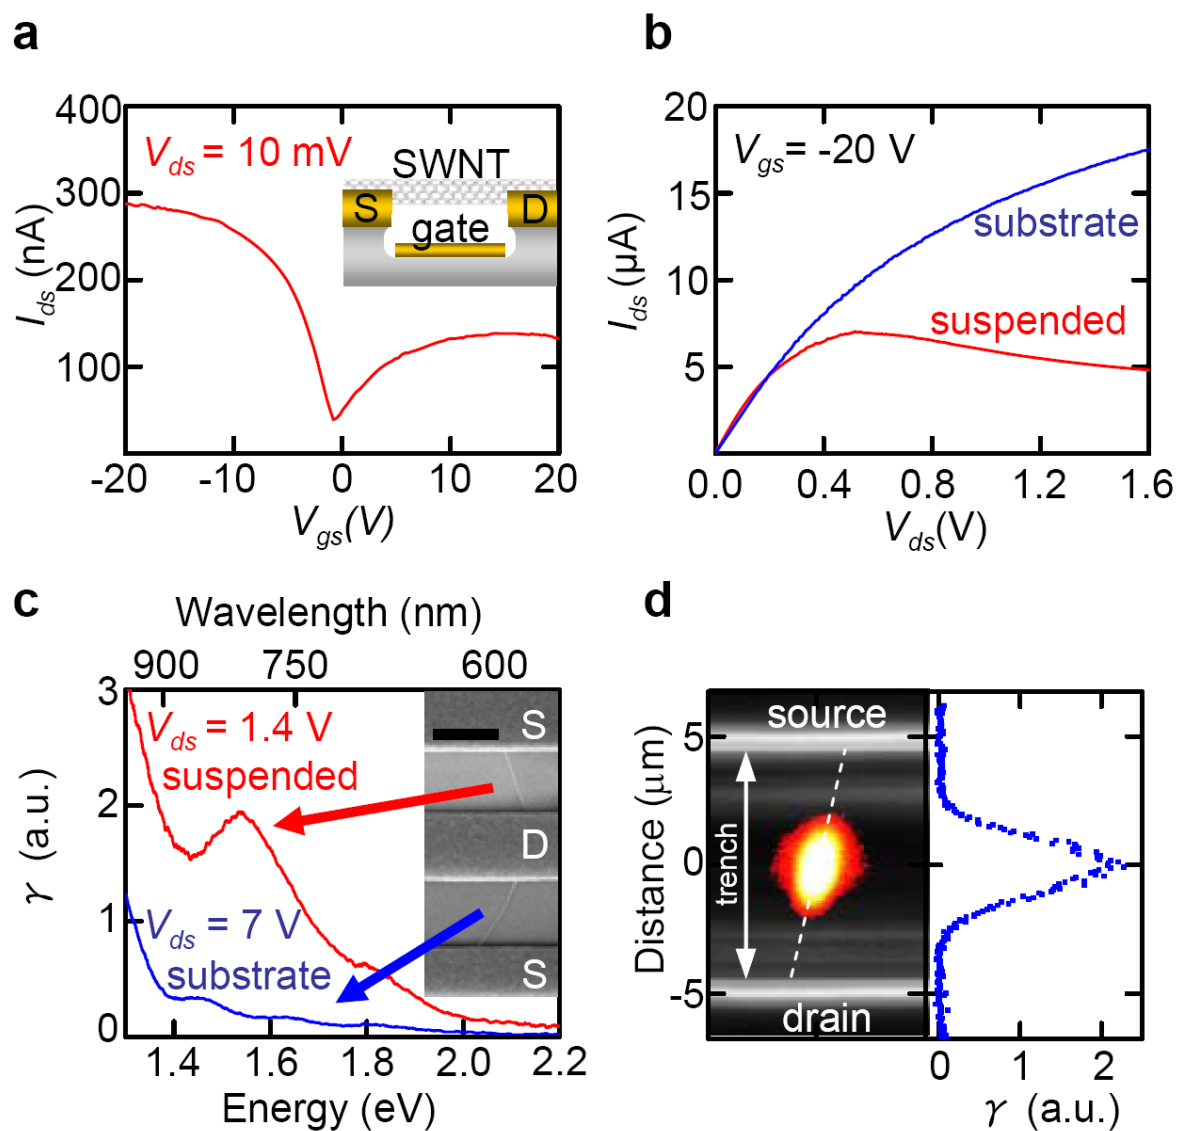 a
400
300
200
100
I_ds (nA)
V_ds = 10 mV
SWNT
S
D
gate
-20 -10 0 10 20
V_gs(V)
b
20
15
10
5
I_ds (μA)
V_gs= -20 V
substrate
suspended
0.0 0.4 0.8 1.2 1.6
V_ds(V)
c
Wavelength (nm)
900 750 600
3
2
1
0
γ (a.u.)
V_ds = 1.4 V
suspended
V_ds = 7 V
substrate
S
D
S
1.4 1.6 1.8 2.0 2.2
Energy (eV)
d
Distance (μm)
5
0
-5
source
trench
drain
0 1 2
γ (a.u.)